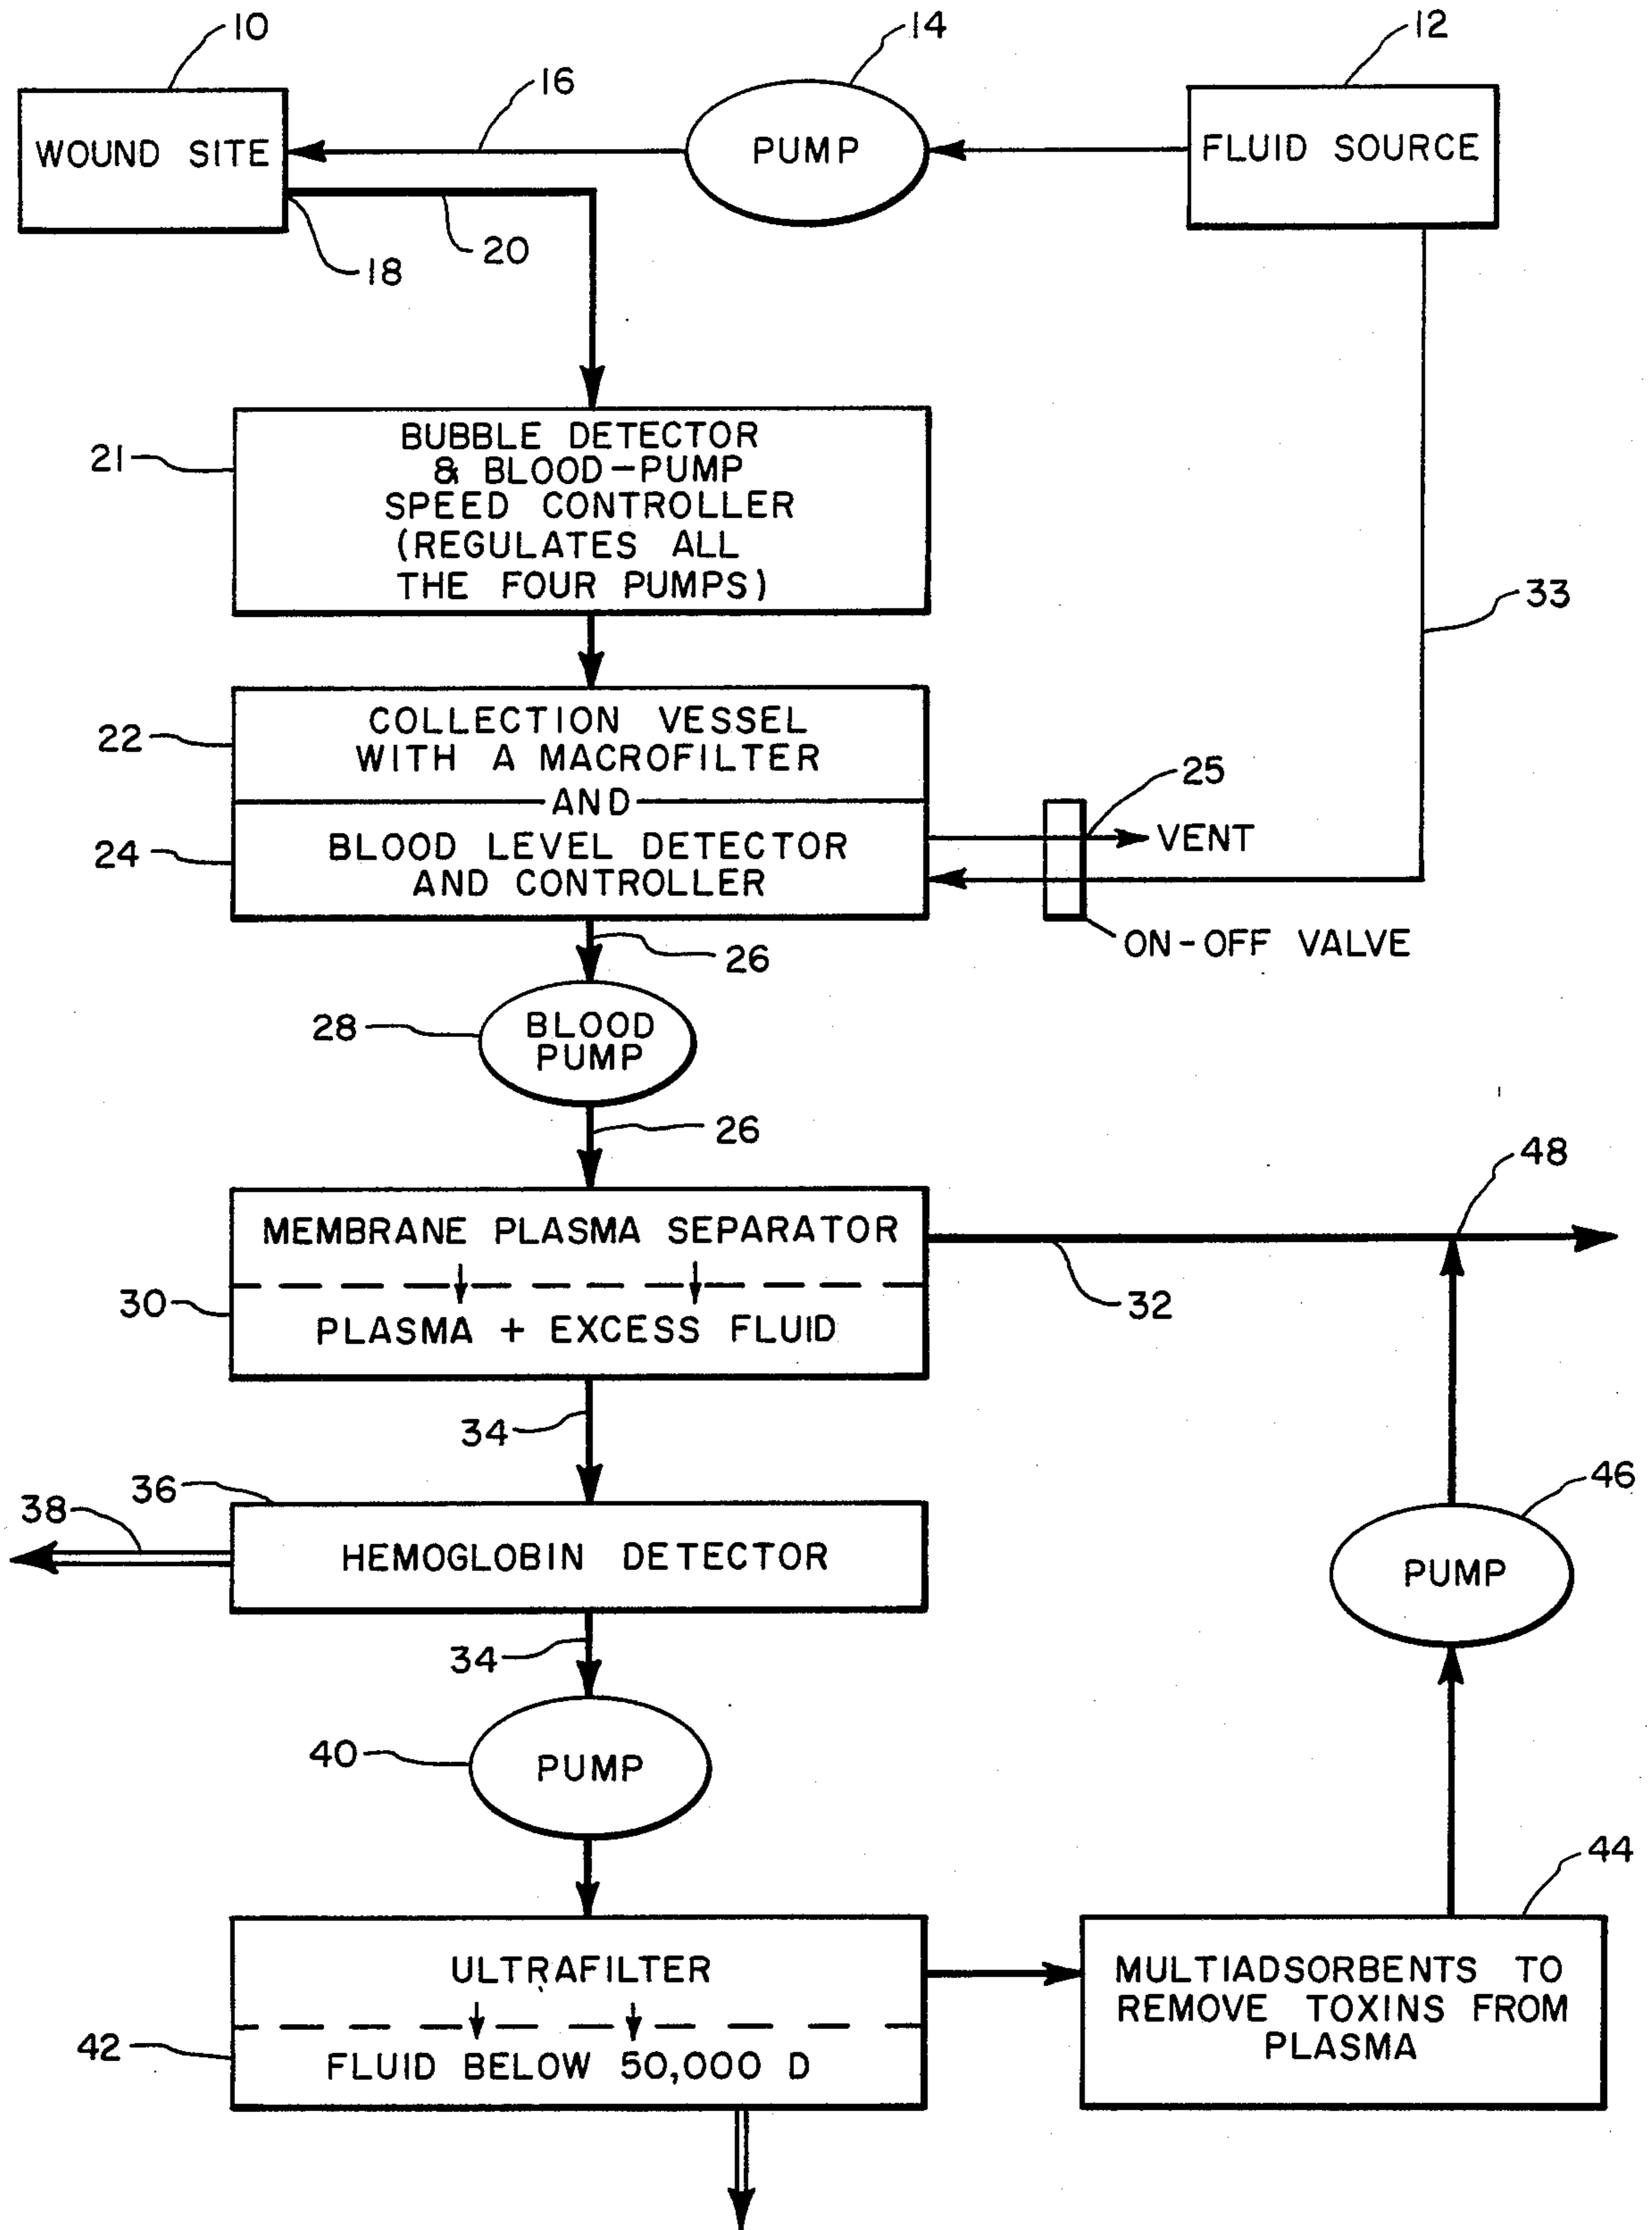 10
14
12
16
WOUND SITE
PUMP
FLUID SOURCE
18
20
21
BUBBLE DETECTOR
& BLOOD-PUMP
SPEED CONTROLLER
(REGULATES ALL
THE FOUR PUMPS)
33
22
COLLECTION VESSEL
WITH A MACROFILTER
AND
25
VENT
24
BLOOD LEVEL DETECTOR
AND CONTROLLER
ON-OFF VALVE
26
28
BLOOD
PUMP
26
48
MEMBRANE PLASMA SEPARATOR
30
PLASMA + EXCESS FLUID
32
34
36
38
HEMOGLOBIN DETECTOR
46
PUMP
34
40
PUMP
44
ULTRAFILTER
42
FLUID BELOW 50,000 D
MULTIADSORBENTS TO
REMOVE TOXINS FROM
PLASMA